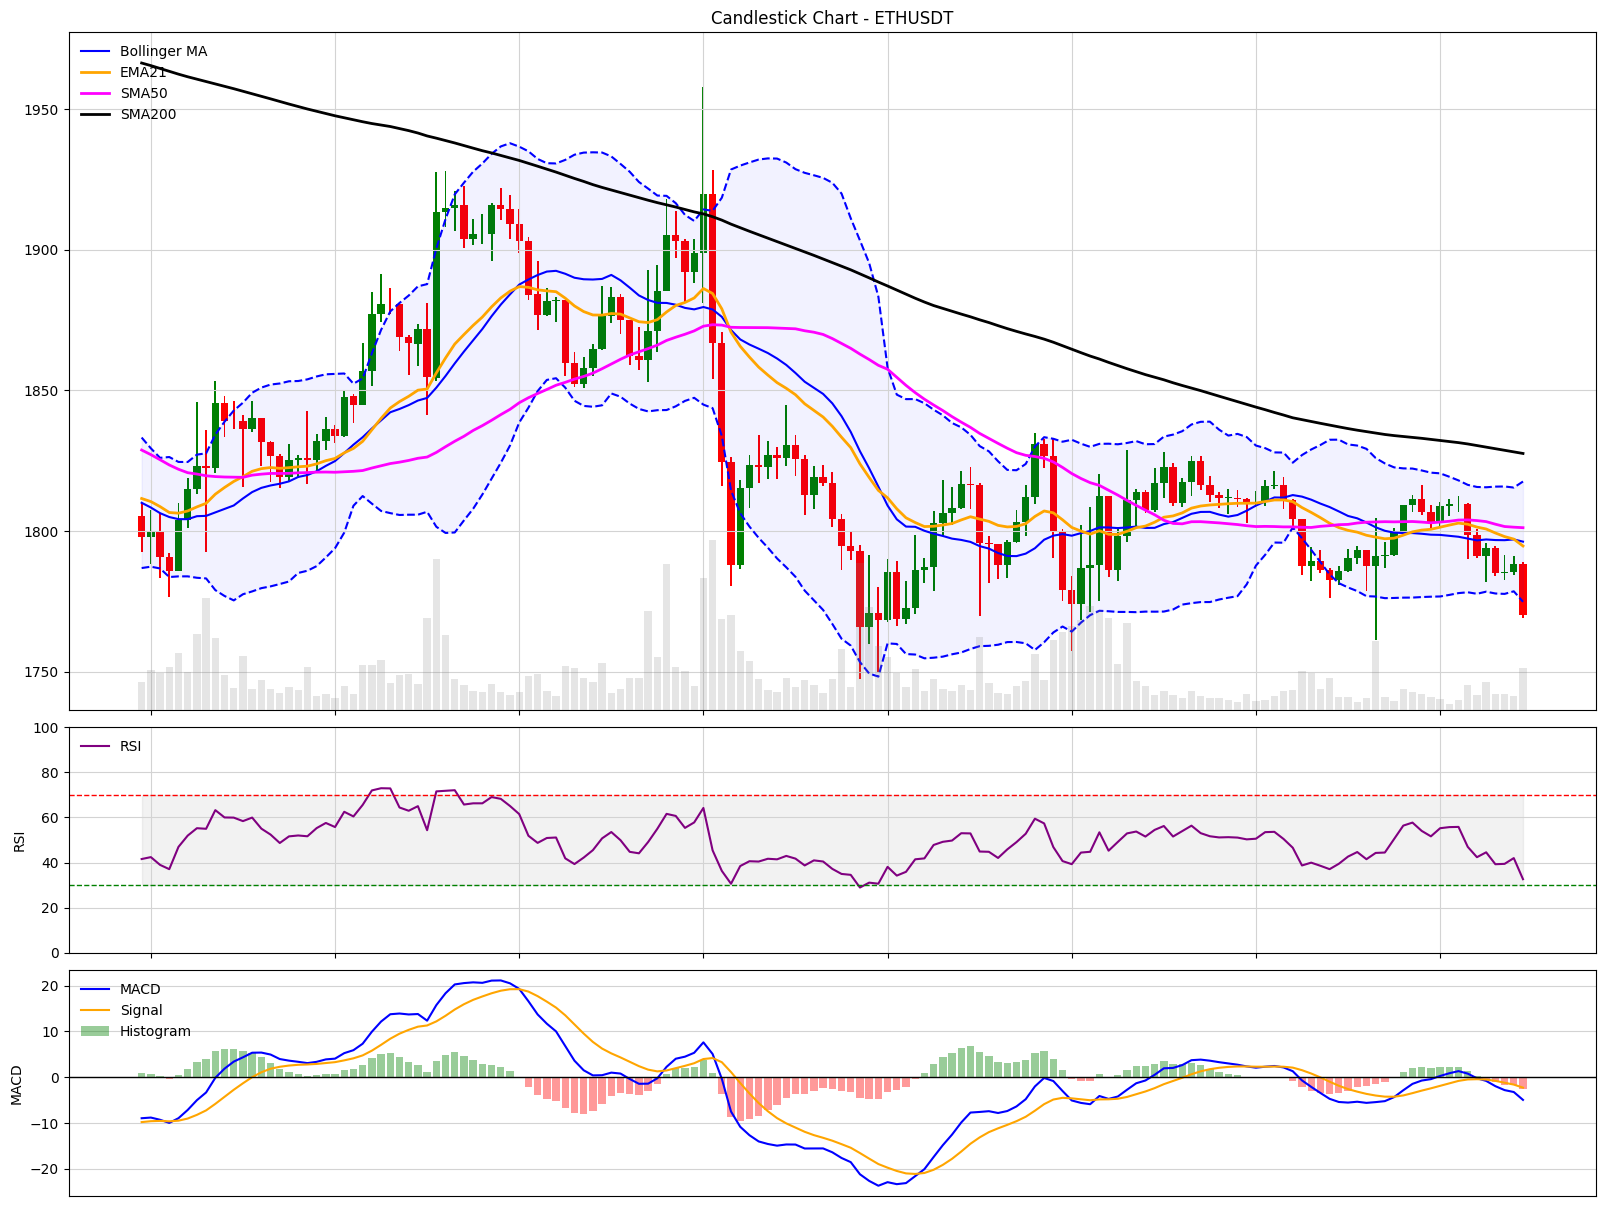 Candlestick Chart - ETHUSDT
Bollinger MA
EMA21
SMA50
SMA200
1950
1900
1850
1800
1750
RSI
100
80
60
40
20
0
RSI
MACD
Signal
Histogram
20
10
0
−10
−20
MACD